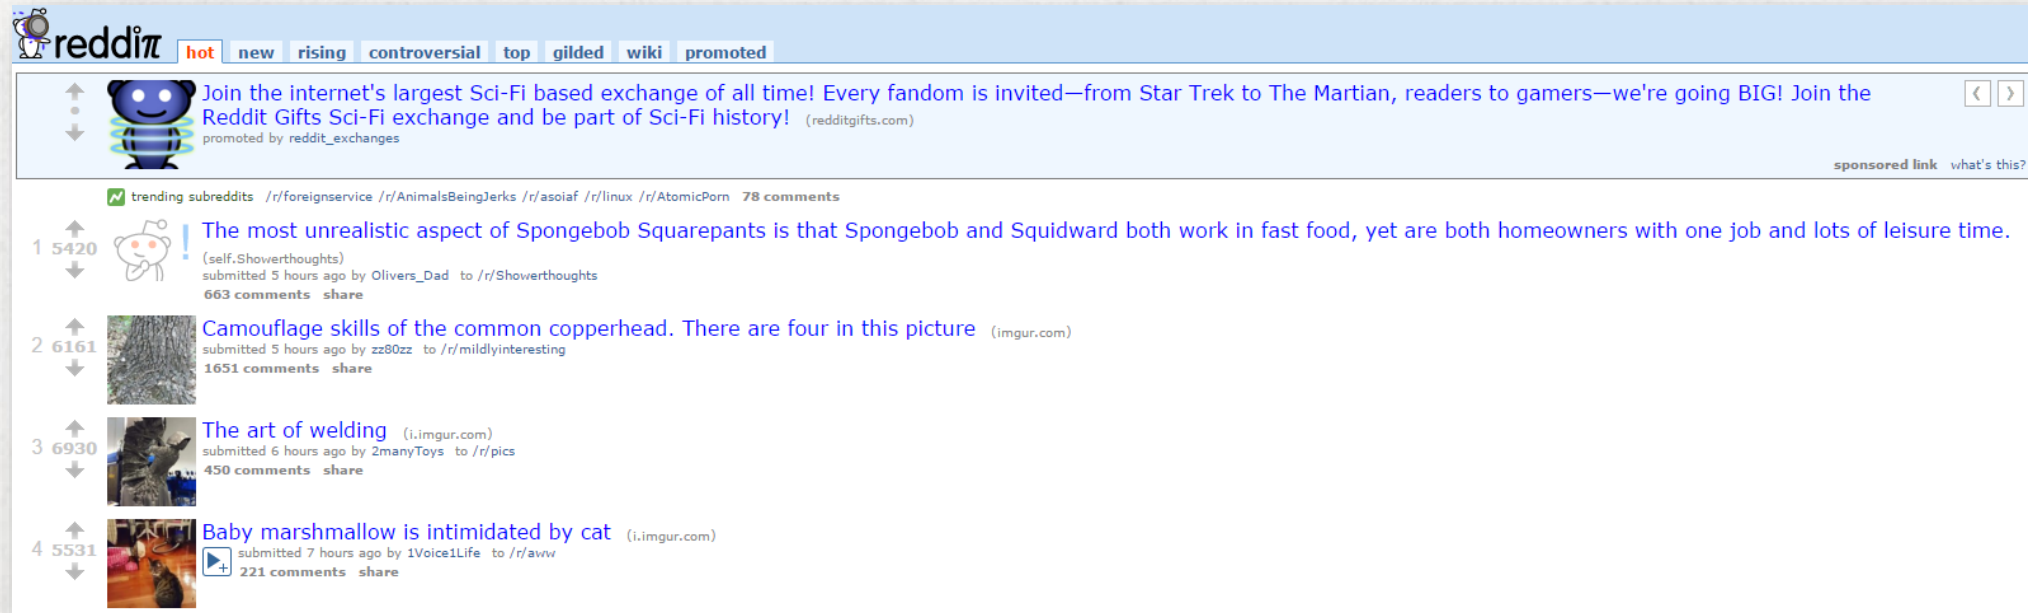 reddiπ
hot new rising controversial top gilded wiki promoted
Join the internet's largest Sci-Fi based exchange of all time! Every fandom is invited—from Star Trek to The Martian, readers to gamers—we're going BIG! Join the
Reddit Gifts Sci-Fi exchange and be part of Sci-Fi history! (redditgifts.com)
promoted by reddit_exchanges
sponsored link what's this?
trending subreddits /r/foreignservice /r/AnimalsBeingJerks /r/asoiaf /r/linux /r/AtomicPorn 78 comments
1 5420 The most unrealistic aspect of Spongebob Squarepants is that Spongebob and Squidward both work in fast food, yet are both homeowners with one job and lots of leisure time.
(self.Showerthoughts)
submitted 5 hours ago by Olivers_Dad to /r/Showerthoughts
663 comments share
2 6161 Camouflage skills of the common copperhead. There are four in this picture (imgur.com)
submitted 5 hours ago by zz80zz to /r/mildlyinteresting
1651 comments share
3 6930 The art of welding (i.imgur.com)
submitted 6 hours ago by 2manyToys to /r/pics
450 comments share
4 5531 Baby marshmallow is intimidated by cat (i.imgur.com)
submitted 7 hours ago by 1Voice1Life to /r/aww
221 comments share